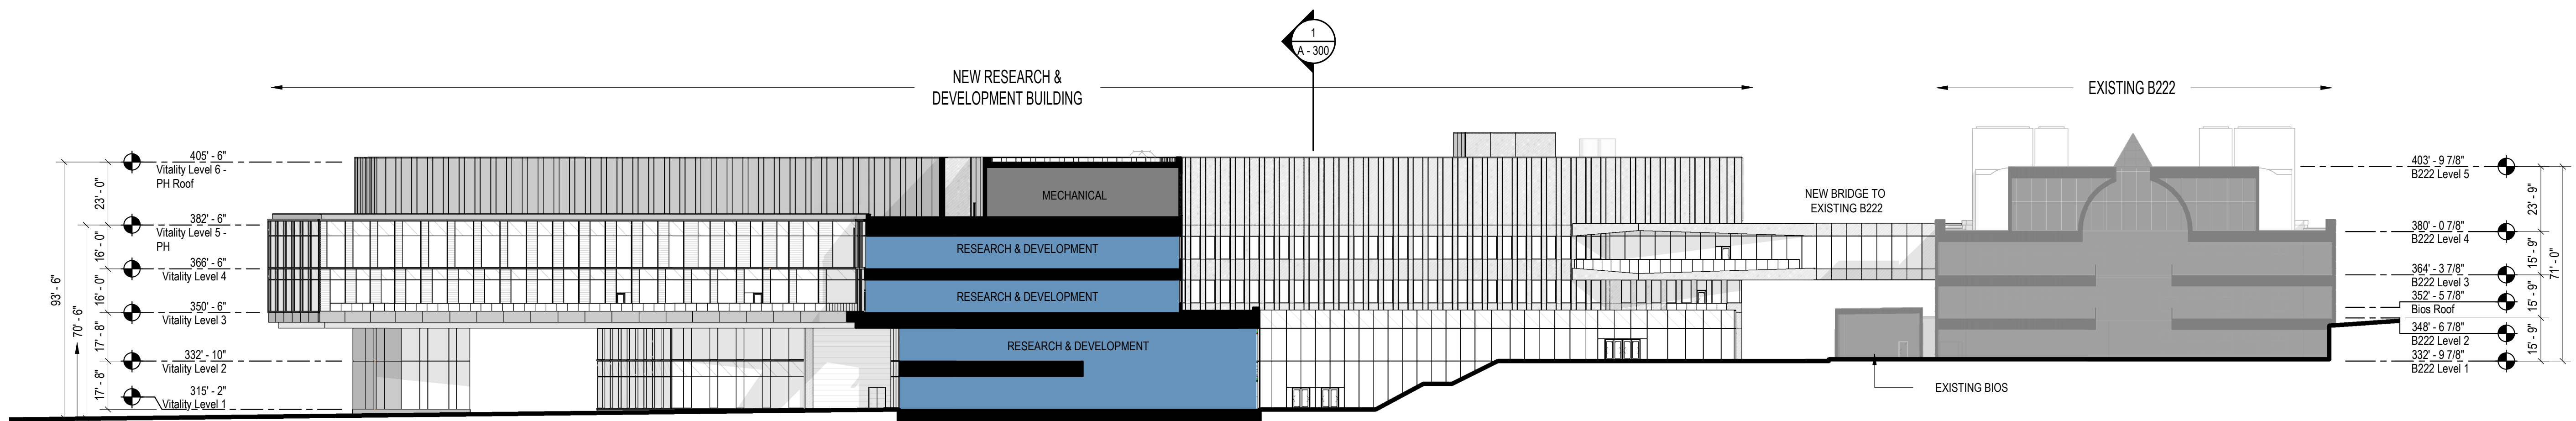 1
A - 300
NEW RESEARCH &
DEVELOPMENT BUILDING
EXISTING B222
405' - 6"
Vitality Level 6 -
PH Roof
382' - 6"
Vitality Level 5 -
PH
366' - 6"
Vitality Level 4
350' - 6"
Vitality Level 3
332' - 10"
Vitality Level 2
315' - 2"
Vitality Level 1
93' - 6"
70' - 6"
23' - 0"
16' - 0"
16' - 0"
17' - 8"
17' - 8"
MECHANICAL
RESEARCH & DEVELOPMENT
RESEARCH & DEVELOPMENT
RESEARCH & DEVELOPMENT
NEW BRIDGE TO
EXISTING B222
EXISTING BIOS
403' - 9 7/8"
B222 Level 5
380' - 0 7/8"
B222 Level 4
364' - 3 7/8"
B222 Level 3
352' - 5 7/8"
Bios Roof
348' - 6 7/8"
B222 Level 2
332' - 9 7/8"
B222 Level 1
23' - 9"
15' - 9"
15' - 9"
15' - 9"
71' - 0"